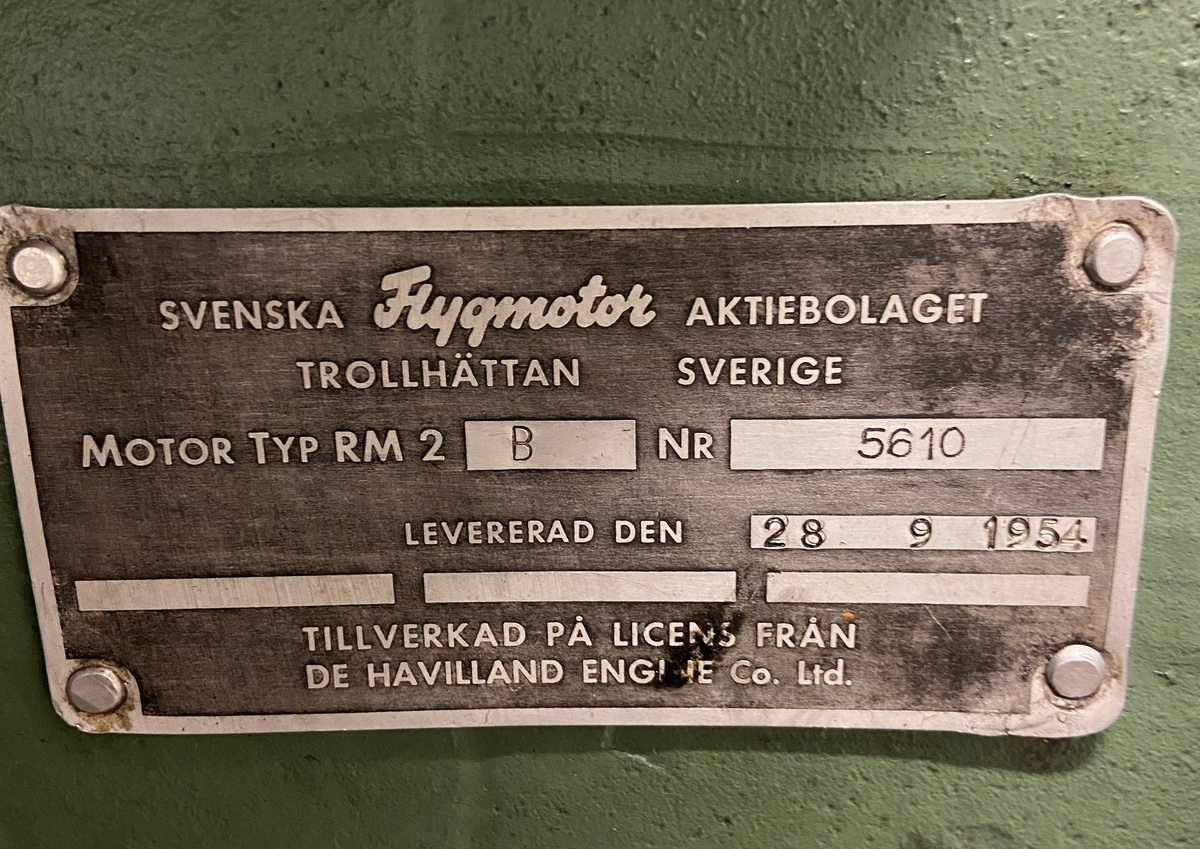 SVENSKA Flygmotor AKTIEBOLAGET
TROLLHÄTTAN SVERIGE
MOTOR TYP RM 2 B NR 5610
LEVERERAD DEN 28 9 1954
TILLVERKAD PÅ LICENS FRÅN
DE HAVILLAND ENGINE Co. Ltd.